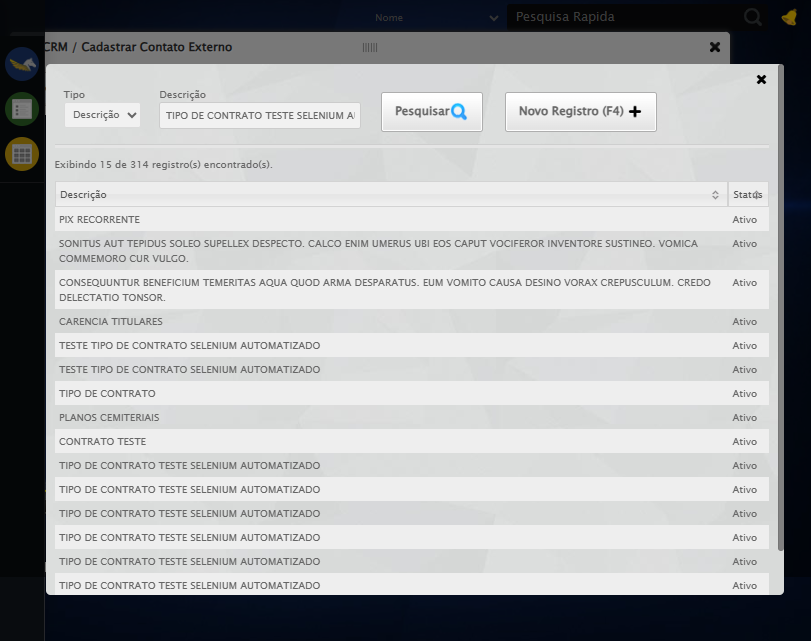 Nome
Pesquisa Rapida
CRM / Cadastrar Contato Externo
Tipo
Descrição
Descrição
TIPO DE CONTRATO TESTE SELENIUM A
Pesquisar
Novo Registro (F4)
Exibindo 15 de 314 registro(s) encontrado(s).
Descrição
Status
PIX RECORRENTE
Ativo
SONITUS AUT TEPIDUS SOLEO SUPELLEX DESPECTO. CALCO ENIM UMERUS UBI EOS CAPUT VOCIFEROR INVENTORE SUSTINEO. VOMICA
COMMEMORO CUR VULGO.
Ativo
CONSEQUUNTUR BENEFICIUM TEMERITAS AQUA QUOD ARMA DESPARATUS. EUM VOMITO CAUSA DESINO VORAX CREPUSCULUM. CREDO
DELECTATIO TONSOR.
Ativo
CARENCIA TITULARES
Ativo
TESTE TIPO DE CONTRATO SELENIUM AUTOMATIZADO
Ativo
TESTE TIPO DE CONTRATO SELENIUM AUTOMATIZADO
Ativo
TIPO DE CONTRATO
Ativo
PLANOS CEMITERIAIS
Ativo
CONTRATO TESTE
Ativo
TIPO DE CONTRATO TESTE SELENIUM AUTOMATIZADO
Ativo
TIPO DE CONTRATO TESTE SELENIUM AUTOMATIZADO
Ativo
TIPO DE CONTRATO TESTE SELENIUM AUTOMATIZADO
Ativo
TIPO DE CONTRATO TESTE SELENIUM AUTOMATIZADO
Ativo
TIPO DE CONTRATO TESTE SELENIUM AUTOMATIZADO
Ativo
TIPO DE CONTRATO TESTE SELENIUM AUTOMATIZADO
Ativo